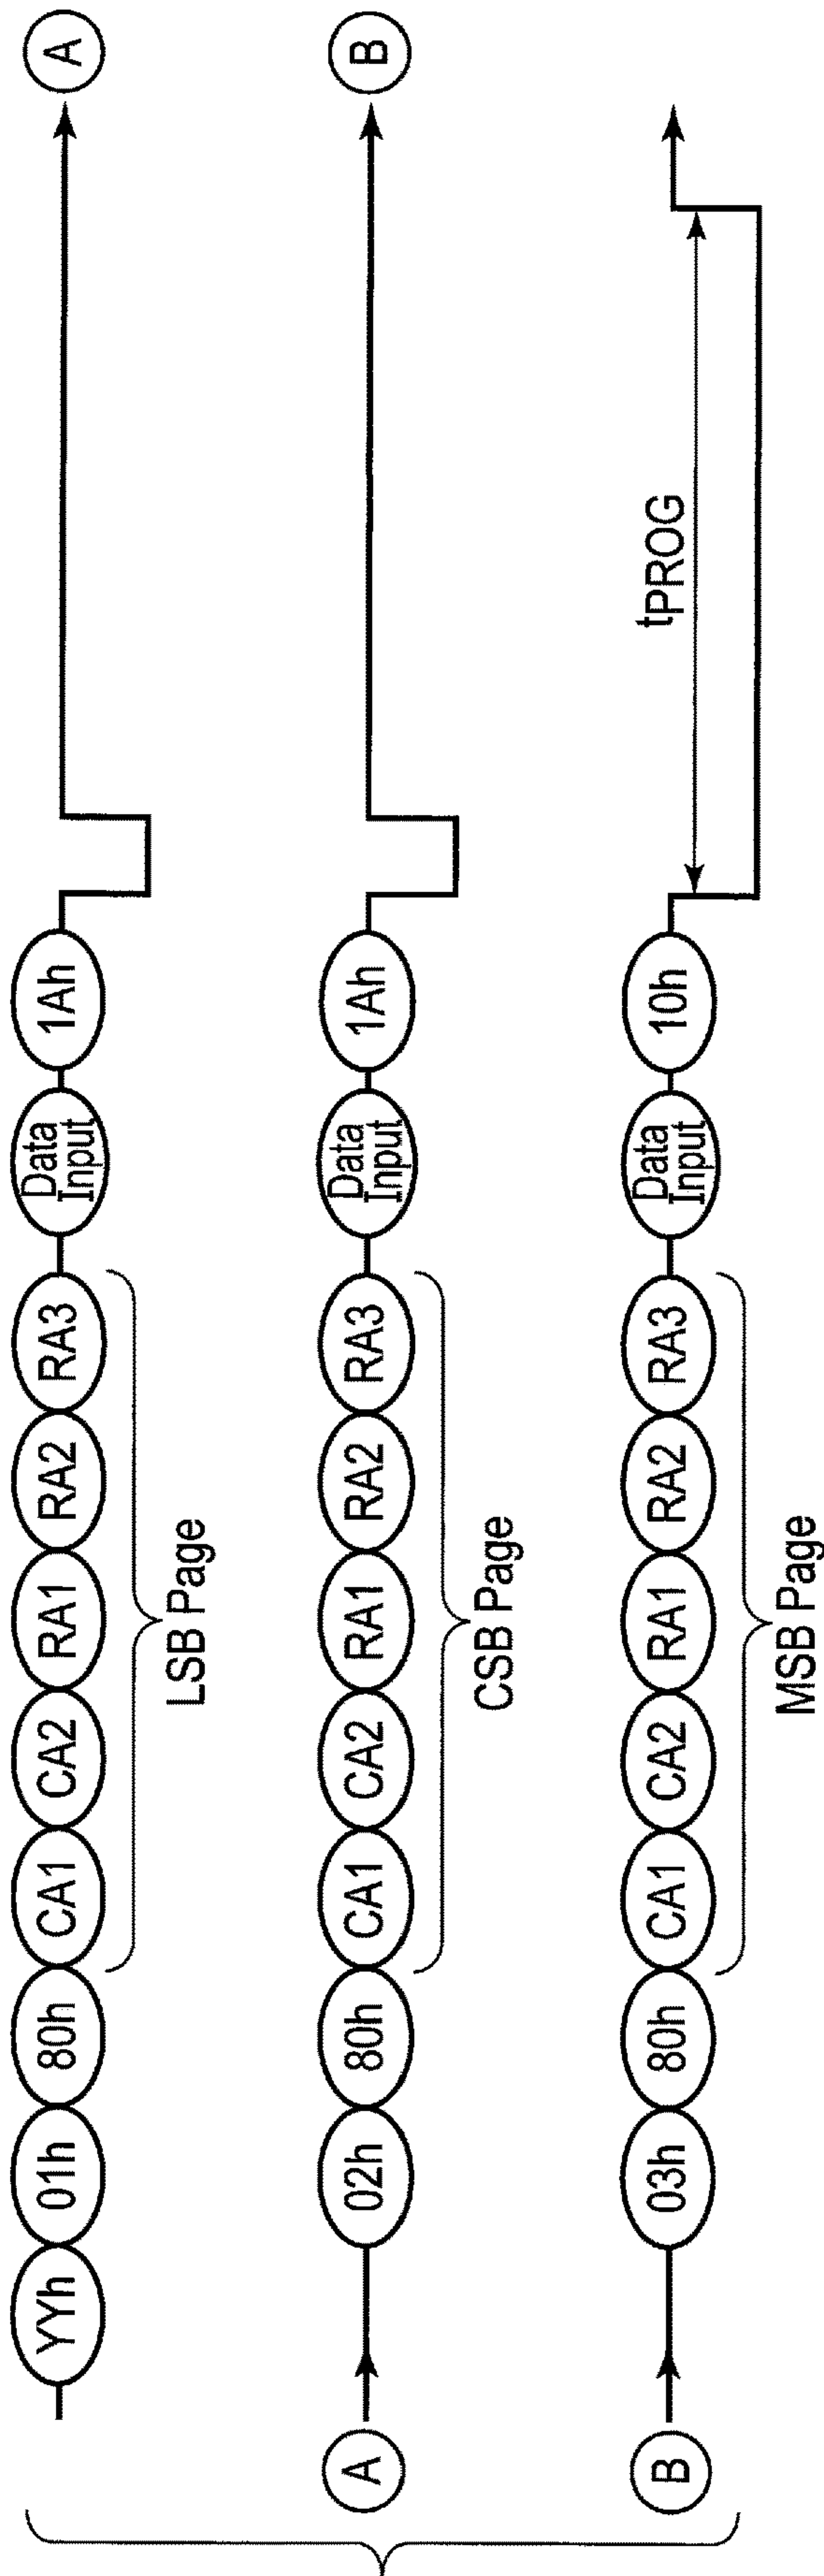 YYh 01h 80h CA1 CA2 RA1 RA2 RA3 Data Input 1Ah A
LSB Page
A 02h 80h CA1 CA2 RA1 RA2 RA3 Data Input 1Ah B
CSB Page
B 03h 80h CA1 CA2 RA1 RA2 RA3 Data Input 10h tPROG
MSB Page